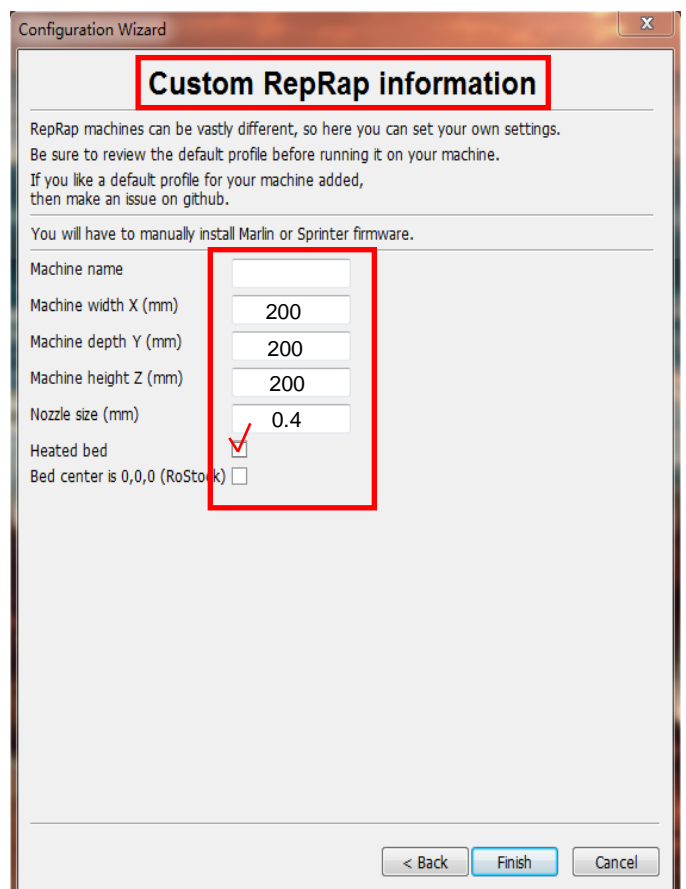 Configuration Wizard
x
Custom RepRap information
RepRap machines can be vastly different, so here you can set your own settings.
Be sure to review the default profile before running it on your machine.
If you like a default profile for your machine added,
then make an issue on github.
You will have to manually install Marlin or Sprinter firmware.
Machine name
Machine width X (mm) 200
Machine depth Y (mm) 200
Machine height Z (mm) 200
Nozzle size (mm) 0.4
Heated bed
Bed center is 0,0,0 (RoStock)
< Back Finish Cancel